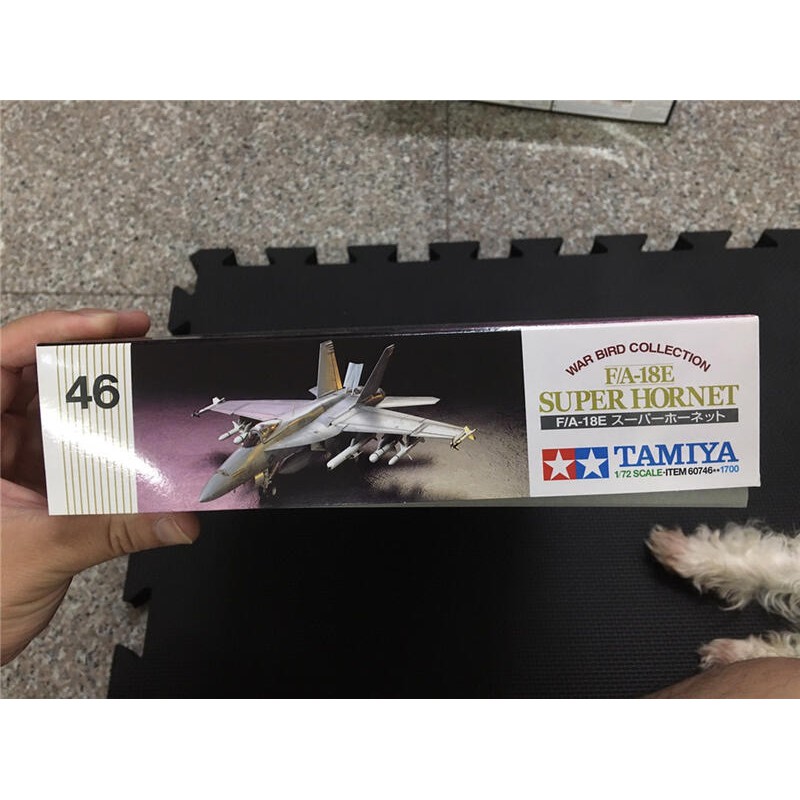 46
WAR BIRD COLLECTION
F/A-18E
SUPER HORNET
F/A-18E スーパーホーネット
TAMIYA
1/72 SCALE•ITEM 60746**1700